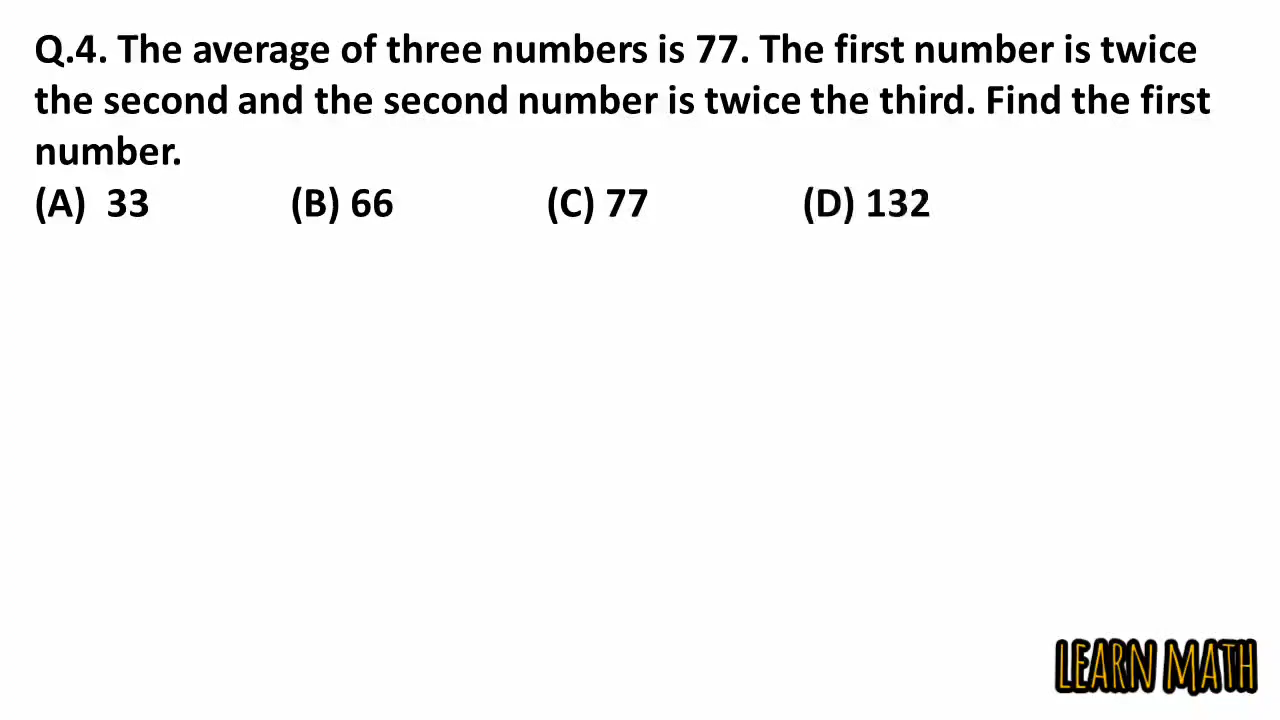 Q.4. The average of three numbers is 77. The first number is twice
the second and the second number is twice the third. Find the first
number.
(A) 33 (B) 66 (C) 77 (D) 132
LEARN MATH